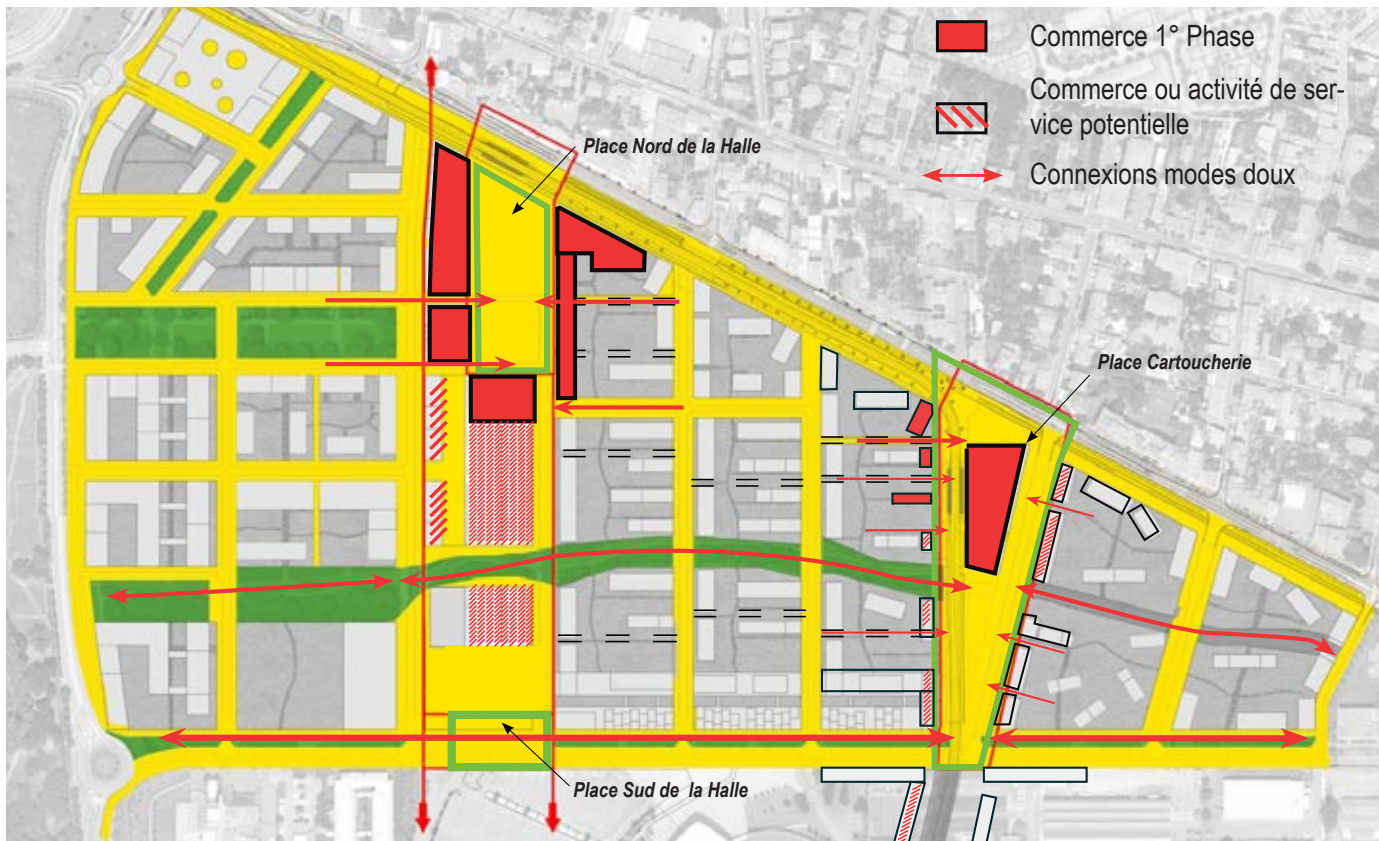 Commerce 1° Phase
Commerce ou activité de ser-
vice potentielle
Connexions modes doux
Place Nord de la Halle
Place Cartoucherie
Place Sud de la Halle